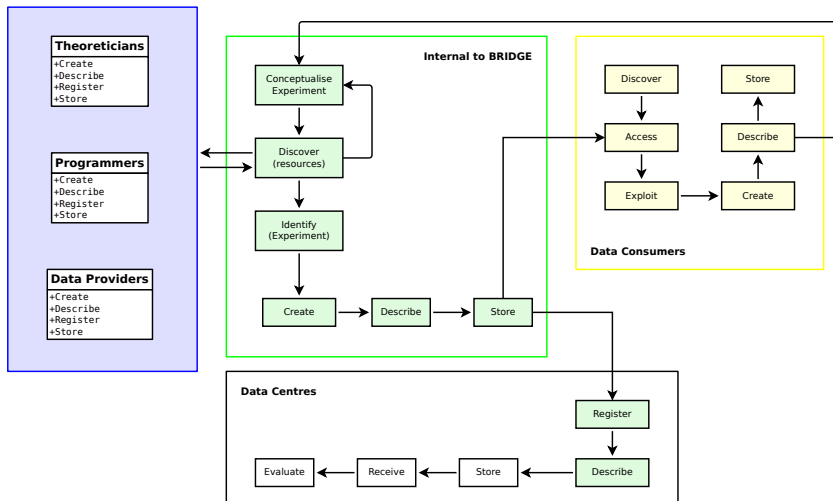 Theoreticians
+Create
+Describe
+Register
+Store
Programmers
+Create
+Describe
+Register
+Store
Data Providers
+Create
+Describe
+Register
+Store
Internal to BRIDGE
Conceptualise
Experiment
Discover
(resources)
Identify
(Experiment)
Create
Describe
Store
Discover
Store
Access
Describe
Exploit
Create
Data Consumers
Data Centres
Register
Evaluate
Receive
Store
Describe